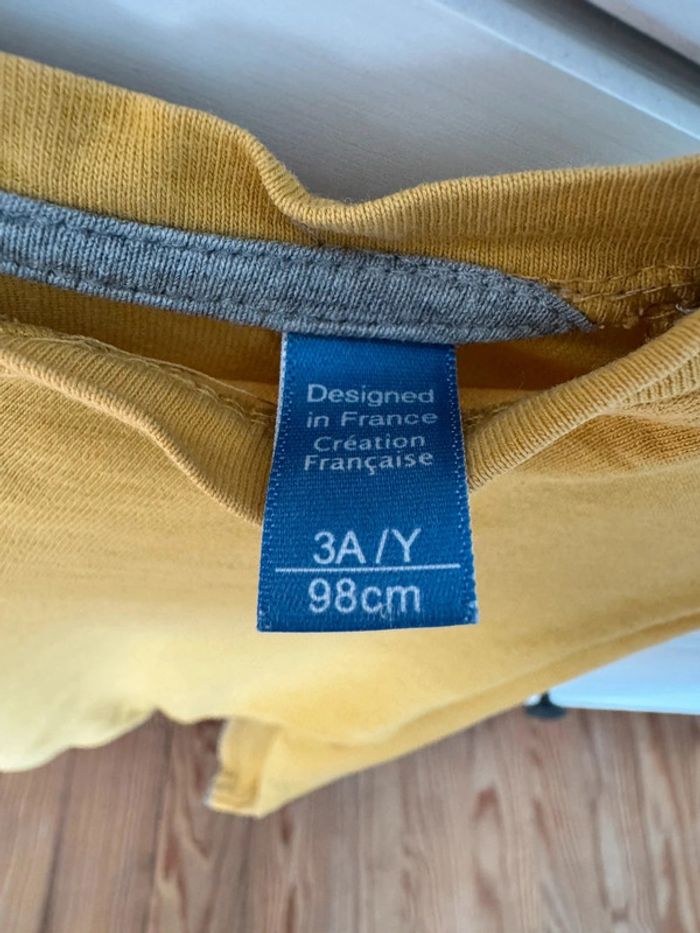 Designed
in France
Création
Française
3A/Y
98cm